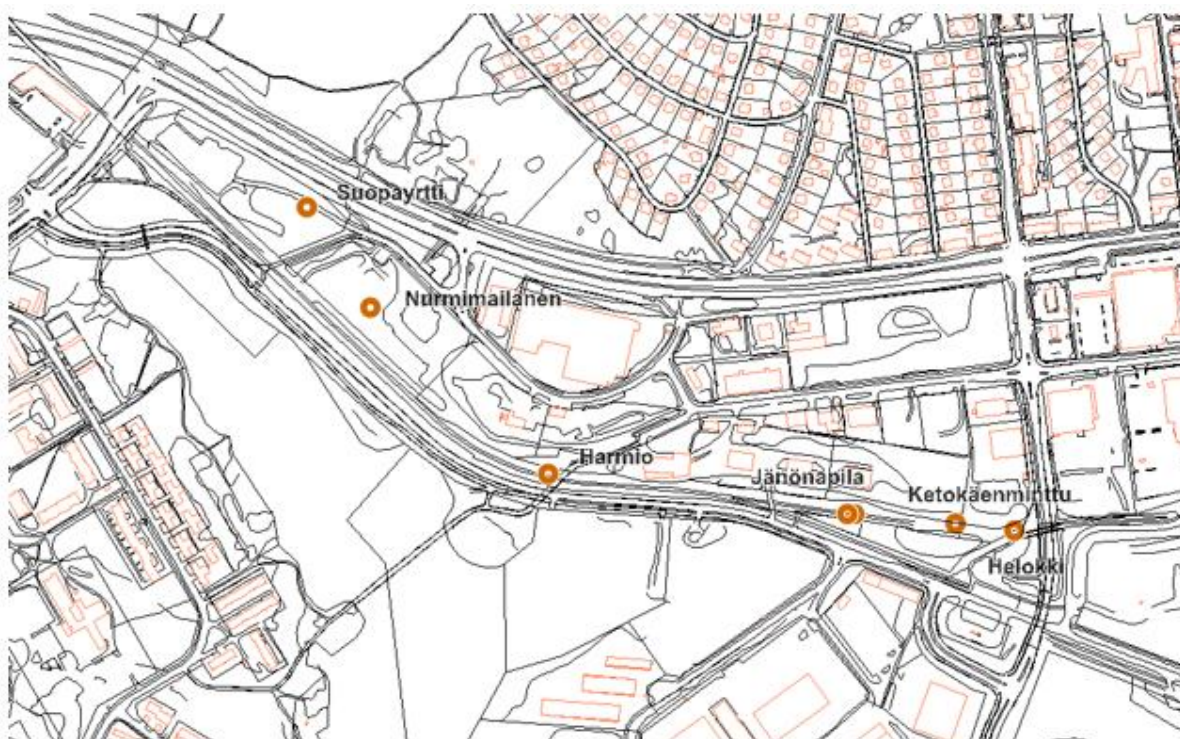 Suopayrtti
Nurmimailanen
Harmio
Jänönapila
Ketokäenminttu
Helokki